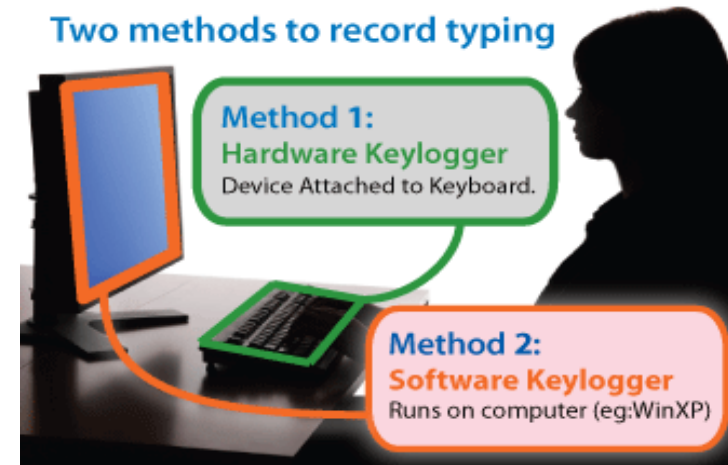 Two methods to record typing
Method 1:
Hardware Keylogger
Device Attached to Keyboard.
Method 2:
Software Keylogger
Runs on computer (eg:WinXP)